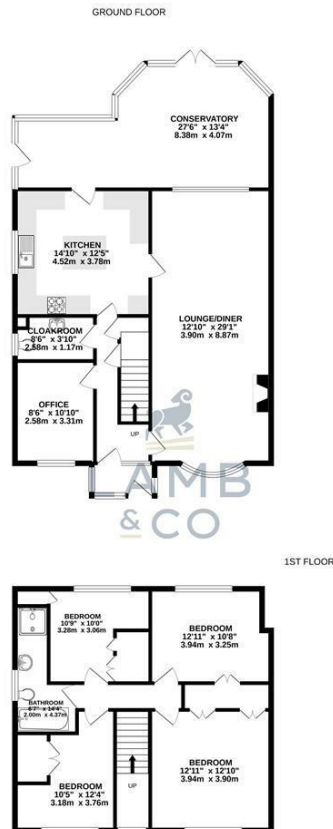 GROUND FLOOR
CONSERVATORY
27'6" x 13'4"
8.38m x 4.07m
KITCHEN
14'10" x 12'5"
4.52m x 3.78m
LOUNGE/DINER
12'10" x 29'1"
3.90m x 8.87m
CLOAKROOM
8'6" x 3'10"
2.58m x 1.17m
OFFICE
8'6" x 10'10"
2.58m x 3.31m
UP
LAMB
& CO
1ST FLOOR
BEDROOM
10'9" x 10'0"
3.28m x 3.06m
BEDROOM
12'11" x 10'8"
3.94m x 3.25m
BATHROOM
6'7" x 14'4"
2.00m x 4.37m
BEDROOM
12'11" x 12'10"
3.94m x 3.90m
BEDROOM
10'5" x 12'4"
3.18m x 3.76m
UP